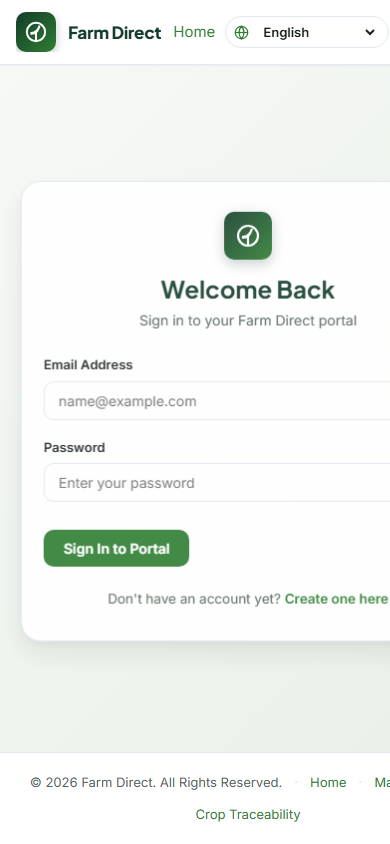 Farm Direct Home English
Welcome Back
Sign in to your Farm Direct portal
Email Address
name@example.com
Password
Enter your password
Sign In to Portal
Don't have an account yet? Create one here
© 2026 Farm Direct. All Rights Reserved. · Home · Ma
Crop Traceability